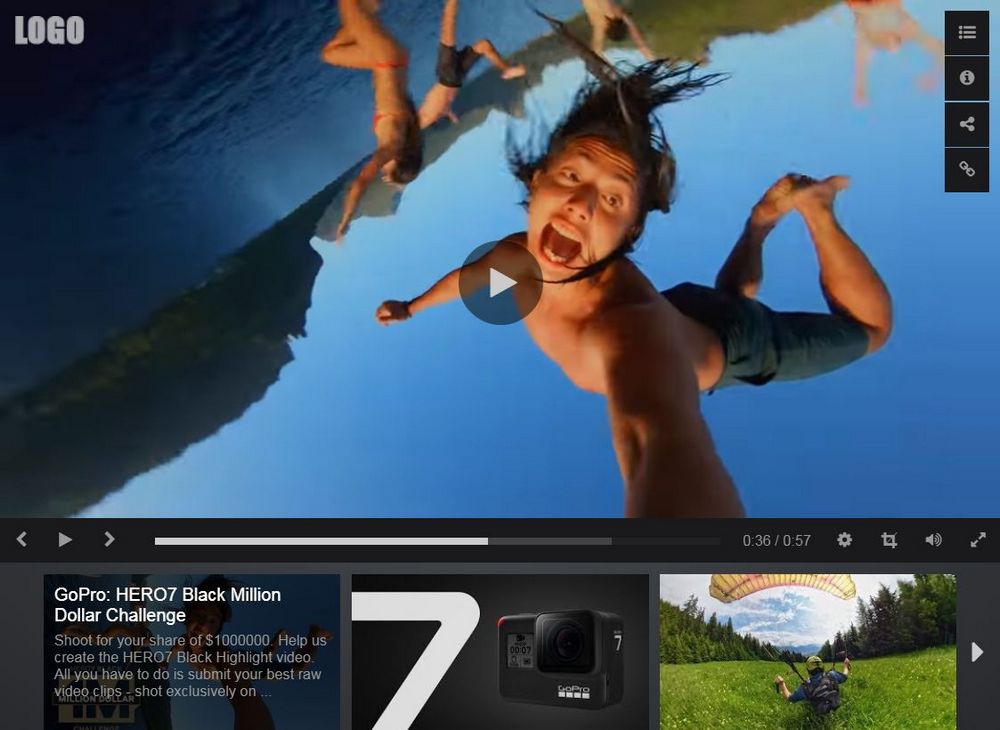 LOGO
0:36 / 0:57
GoPro: HERO7 Black Million
Dollar Challenge
Shoot for your share of $1000000. Help us
create the HERO7 Black Highlight video.
All you have to do is submit your best raw
video clips - shot exclusively on ...
MILLION DOLLAR
CHALLENGE
7
00:07
7
GoPro